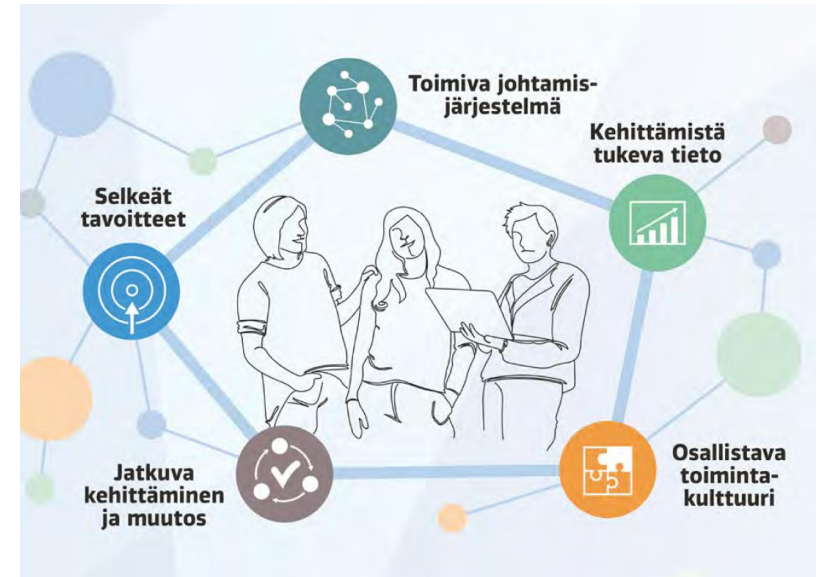 Toimiva johtamis-
järjestelmä
Kehittämistä
tukeva tieto
Selkeät
tavoitteet
Jatkuva
kehittäminen
ja muutos
Osallistava
toiminta-
kulttuuri